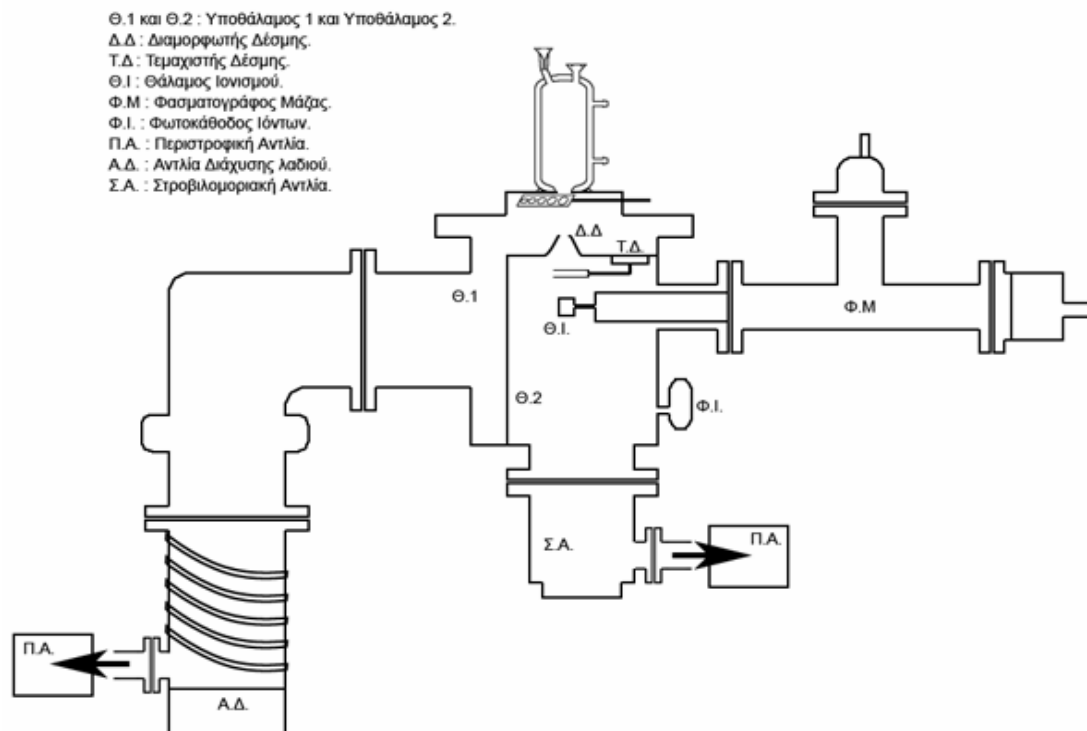 Θ.1 και Θ.2 : Υποθάλαμος 1 και Υποθάλαμος 2.
Δ.Δ : Διαμορφωτής Δέσμης.
Τ.Δ : Τεμαχιστής Δέσμης.
Θ.Ι : Θάλαμος Ιονισμού.
Φ.Μ : Φασματογράφος Μάζας.
Φ.Ι. : Φωτοκάθοδος Ιόντων.
Π.Α. : Περιστροφική Αντλία.
Α.Δ. : Αντλία Διάχυσης λαδιού.
Σ.Α. : Στροβιλομοριακή Αντλία.
Δ.Δ
Τ.Δ.
Θ.1
Φ.Μ
Θ.Ι.
Θ.2
Φ.Ι.
Σ.Α.
Π.Α.
Π.Α.
Α.Δ.